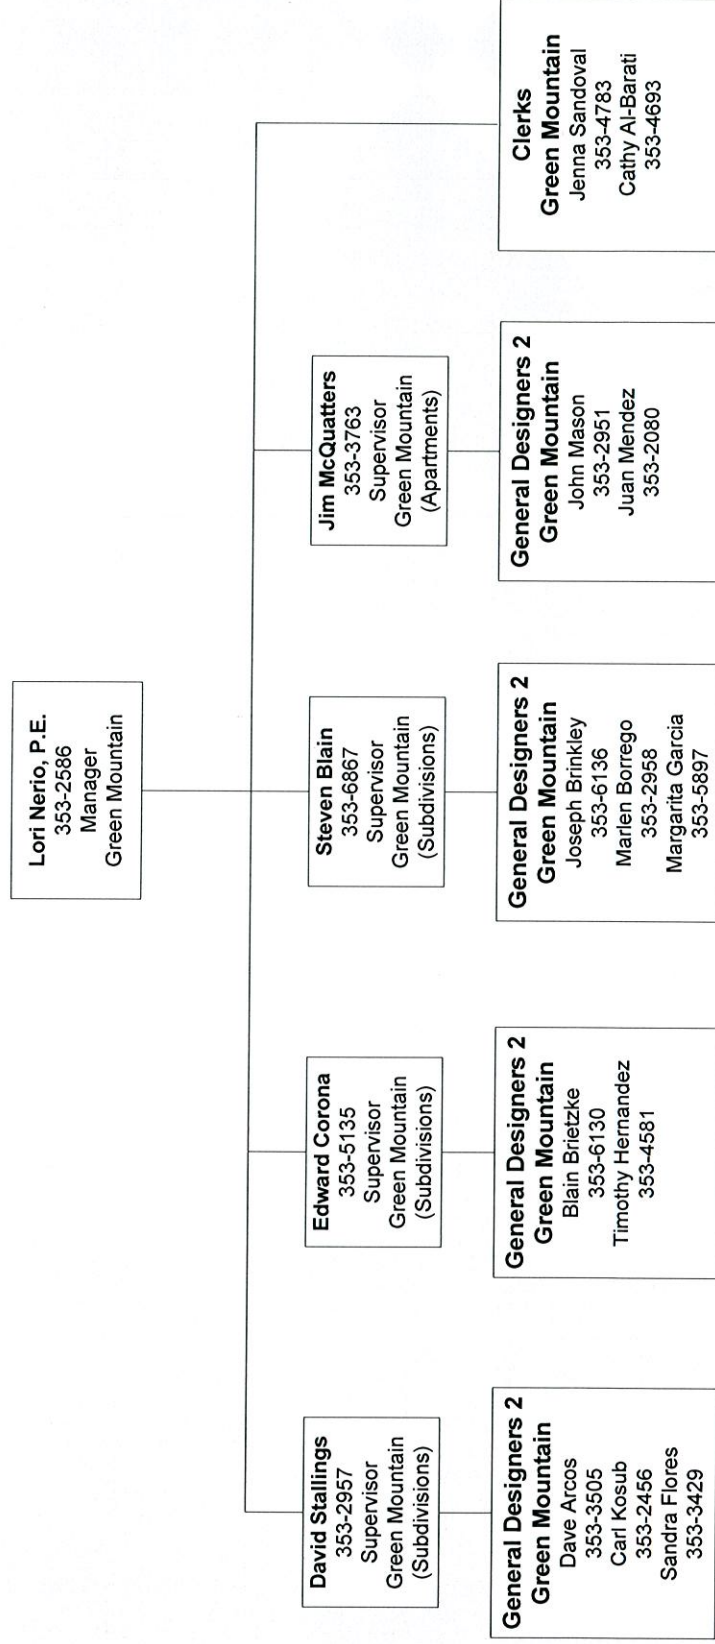 Lori Nerio, P.E.
353-2586
Manager
Green Mountain
David Stallings
353-2957
Supervisor
Green Mountain
(Subdivisions)
Edward Corona
353-5135
Supervisor
Green Mountain
(Subdivisions)
Steven Blain
353-6867
Supervisor
Green Mountain
(Subdivisions)
Jim McQuatters
353-3763
Supervisor
Green Mountain
(Apartments)
General Designers 2
Green Mountain
Dave Arcos
353-3505
Carl Kosub
353-2456
Sandra Flores
353-3429
General Designers 2
Green Mountain
Blain Brietzke
353-6130
Timothy Hernandez
353-4581
General Designers 2
Green Mountain
Joseph Brinkley
353-6136
Marlen Borrego
353-2958
Margarita Garcia
353-5897
General Designers 2
Green Mountain
John Mason
353-2951
Juan Mendez
353-2080
Clerks
Green Mountain
Jenna Sandoval
353-4783
Cathy Al-Barati
353-4693